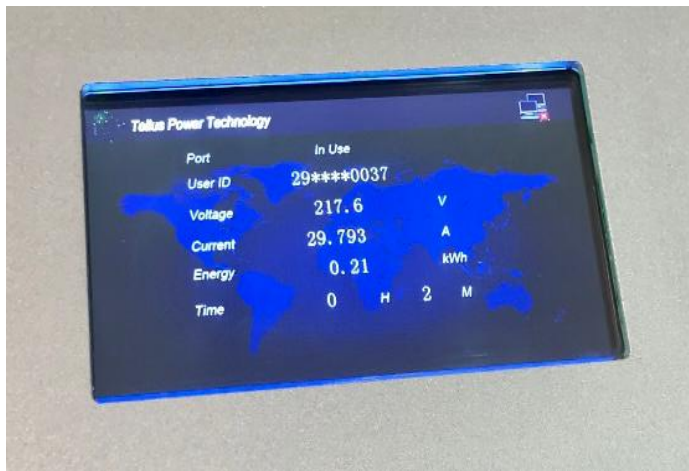 Tellus Power Technology
Port In Use
User ID 29****0037
Voltage 217.6 V
Current 29.793 A
Energy 0.21 kWh
Time 0 H 2 M